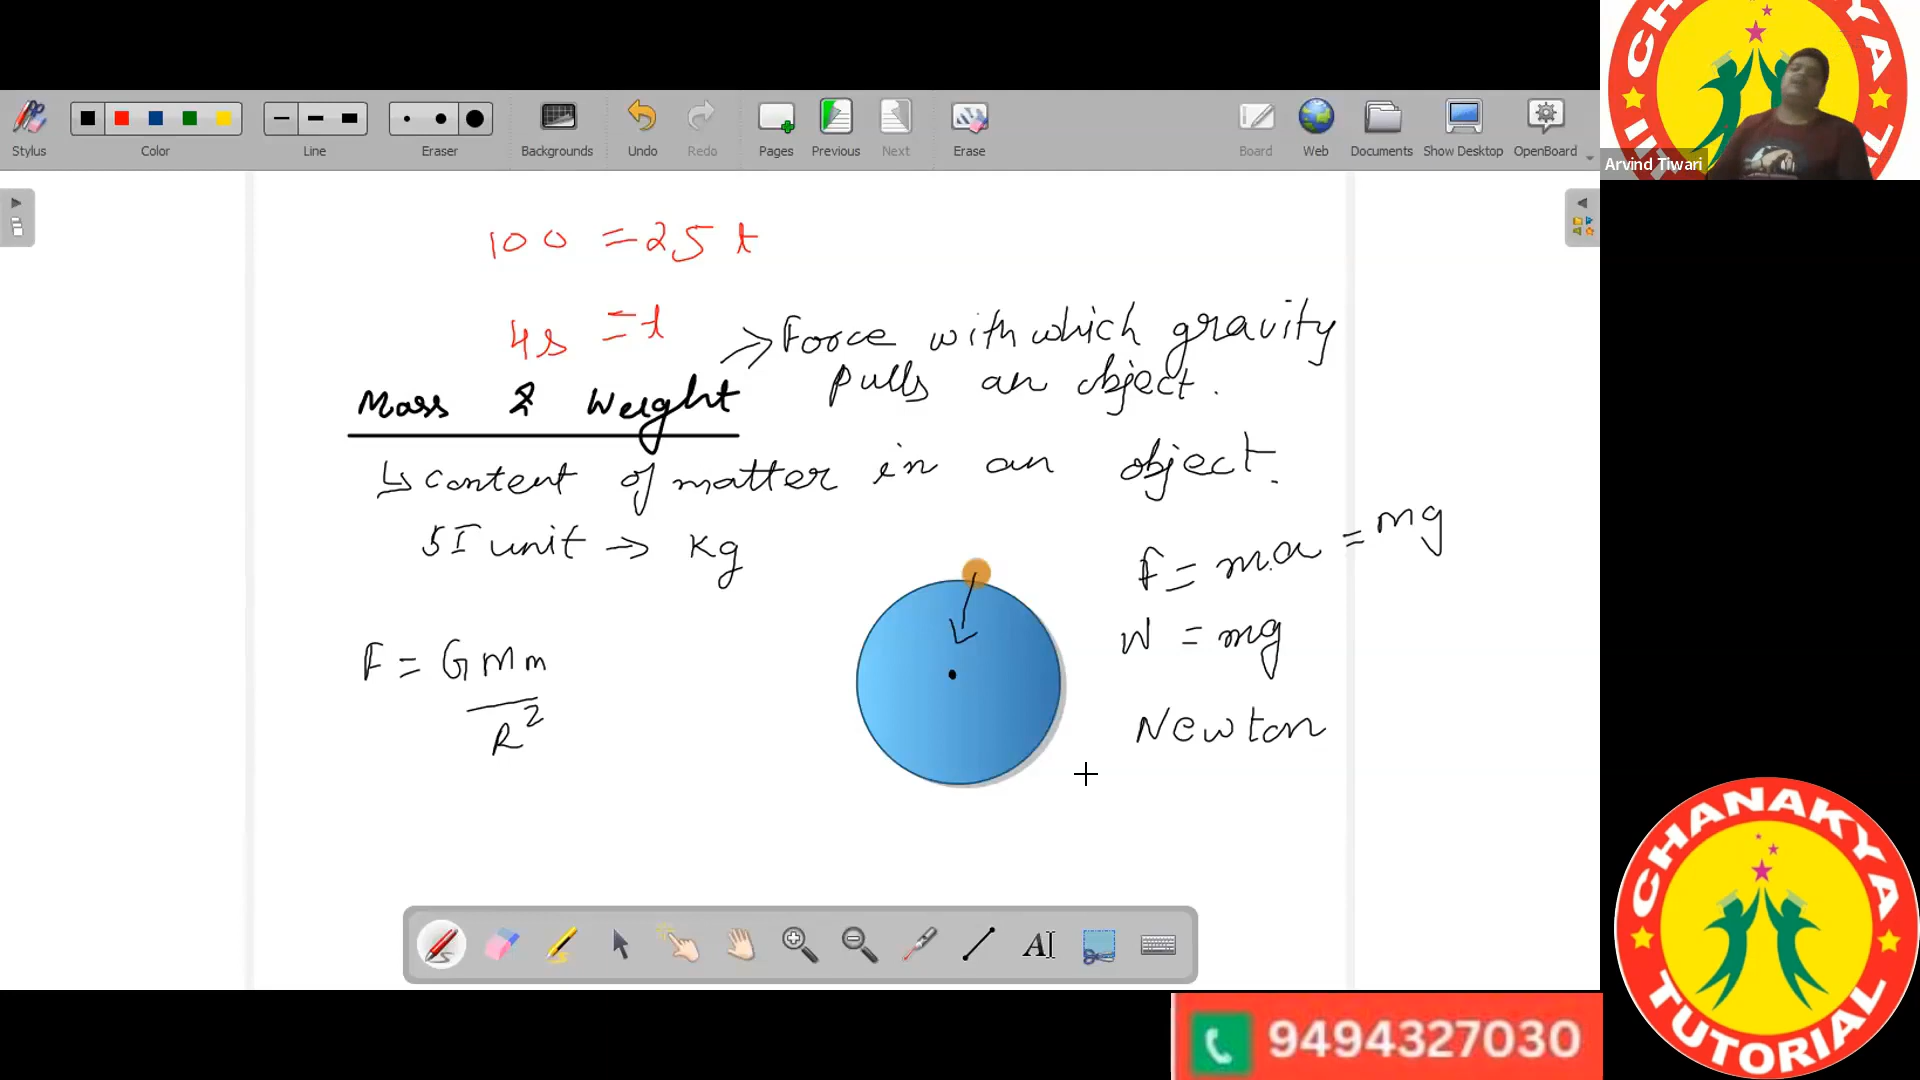 Stylus
Color
Line
Eraser
Backgrounds
Undo
Redo
Pages
Previous
Next
Erase
Board
Web
Documents
Show Desktop
OpenBoard
Arvind Tiwari
100 = 25 t
4s = t
Mass & Weight
→ Force with which gravity
pulls an object.
↳ content of matter in an object.
SI unit → Kg
F = m.a = mg
W = mg
Newton
F = GMm
R²
CHANAKYA
TUTORIAL
9494327030